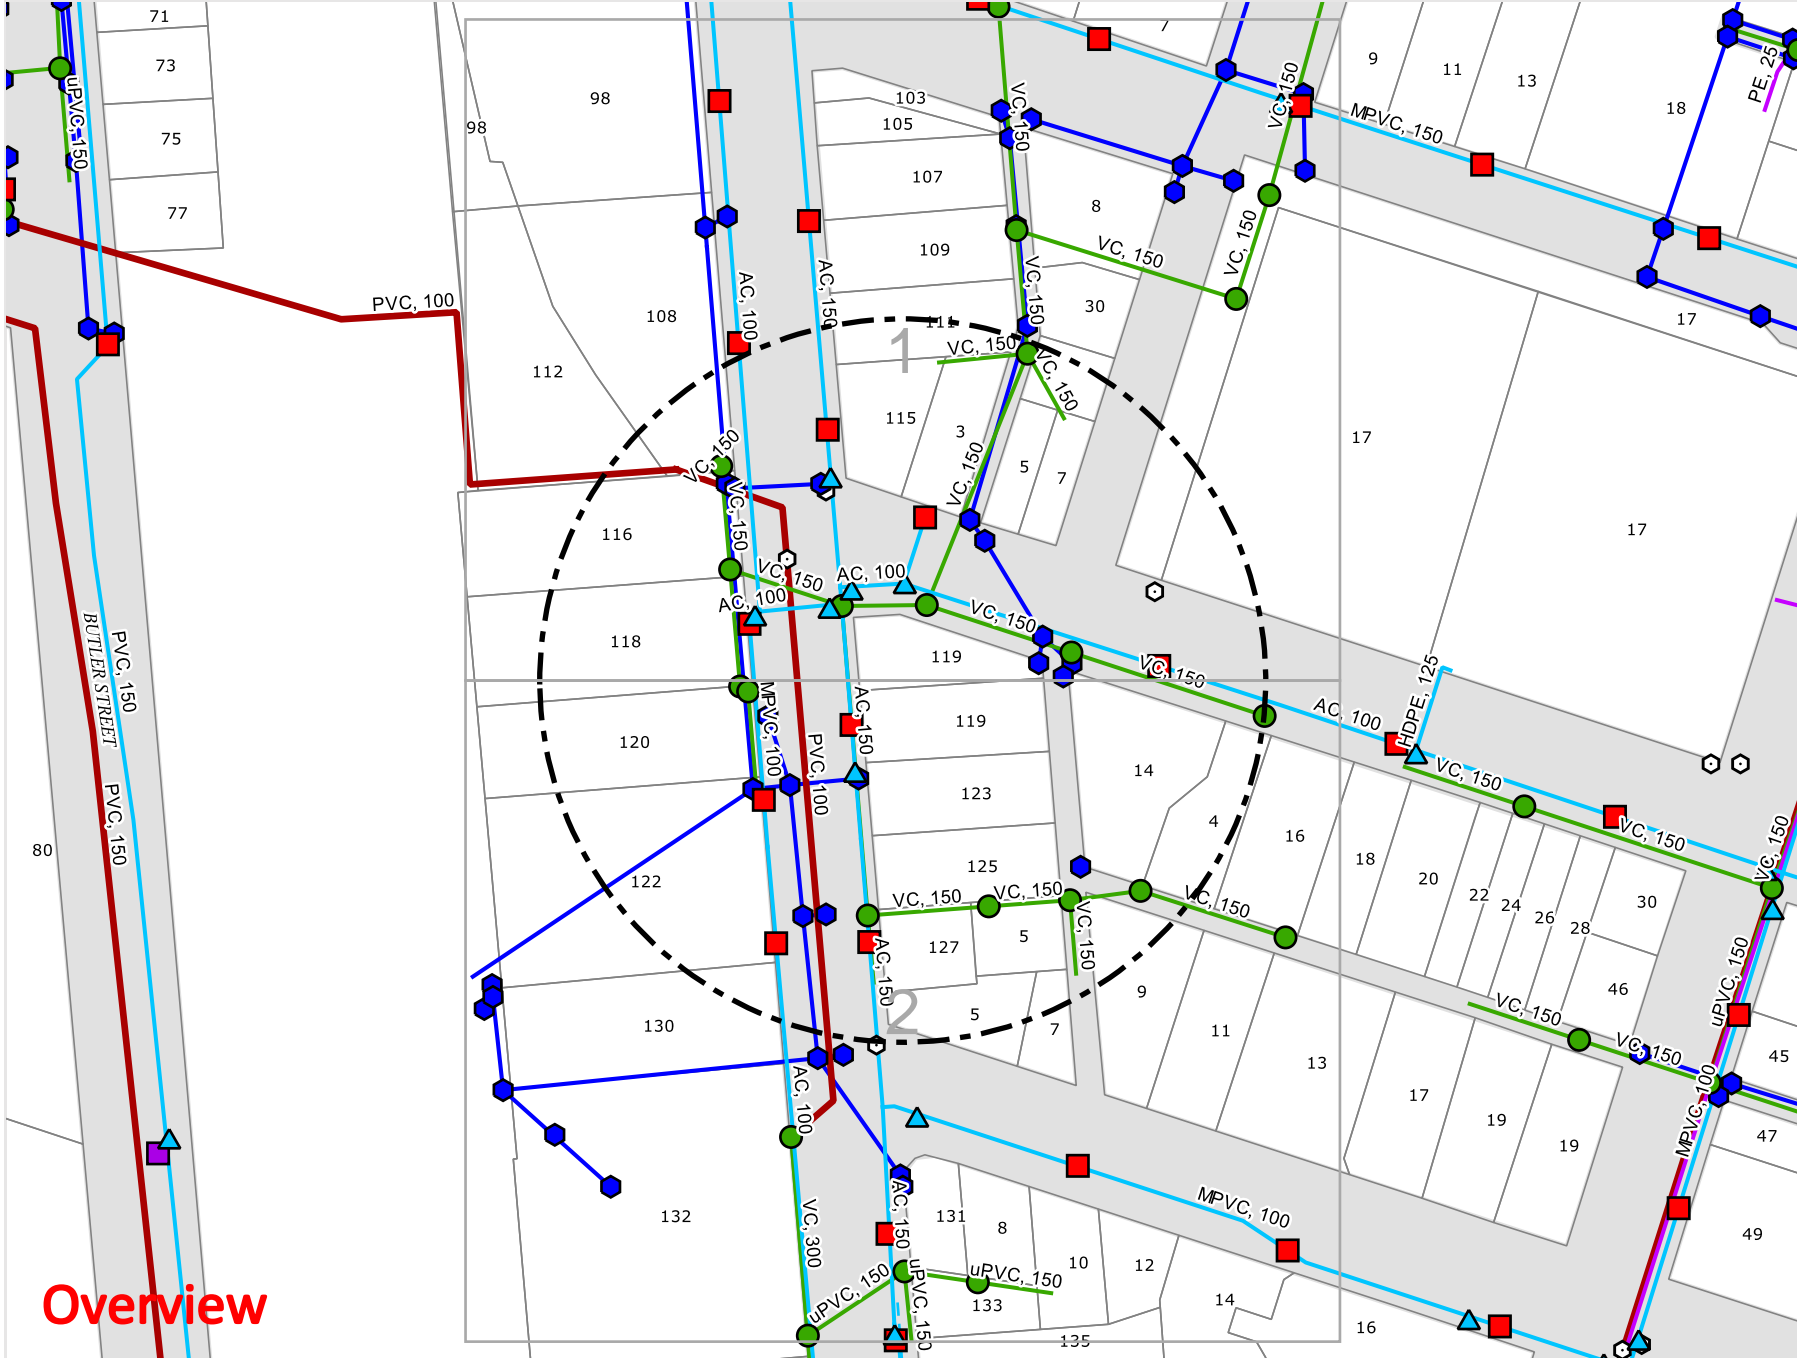 71
73
75
77
uPVC, 150
98
98
108
112
PVC, 100
103
105
107
109
111
115
3
5
7
7
8
30
9
11
13
18
17
17
17
PE, 25
MPVC, 150
VC, 150
VC, 150
VC, 150
VC, 150
VC, 150
VC, 150
AC, 100
AC, 150
1
VC, 150
VC, 150
VC, 150
VC, 150
VC, 150
VC, 150
AC, 100
AC, 100
VC, 150
VC, 150
116
118
120
122
130
132
119
119
123
125
127
5
5
7
14
4
16
18
20
22
24
26
28
30
46
45
47
49
9
11
13
17
19
19
MPVC, 100
PVC, 100
AC, 150
AC, 100
HDPE, 125
VC, 150
VC, 150
VC, 150
VC, 150
VC, 150
VC, 150
VC, 150
VC, 150
AC, 150
2
uPVC, 150
VC, 150
VC, 150
MPVC, 100
BUTLER STREET
PVC, 150
PVC, 150
80
AC, 100
VC, 300
AC, 150
MPVC, 100
uPVC, 150
uPVC, 150
uPVC, 150
131
8
10
12
14
16
133
135
Overview